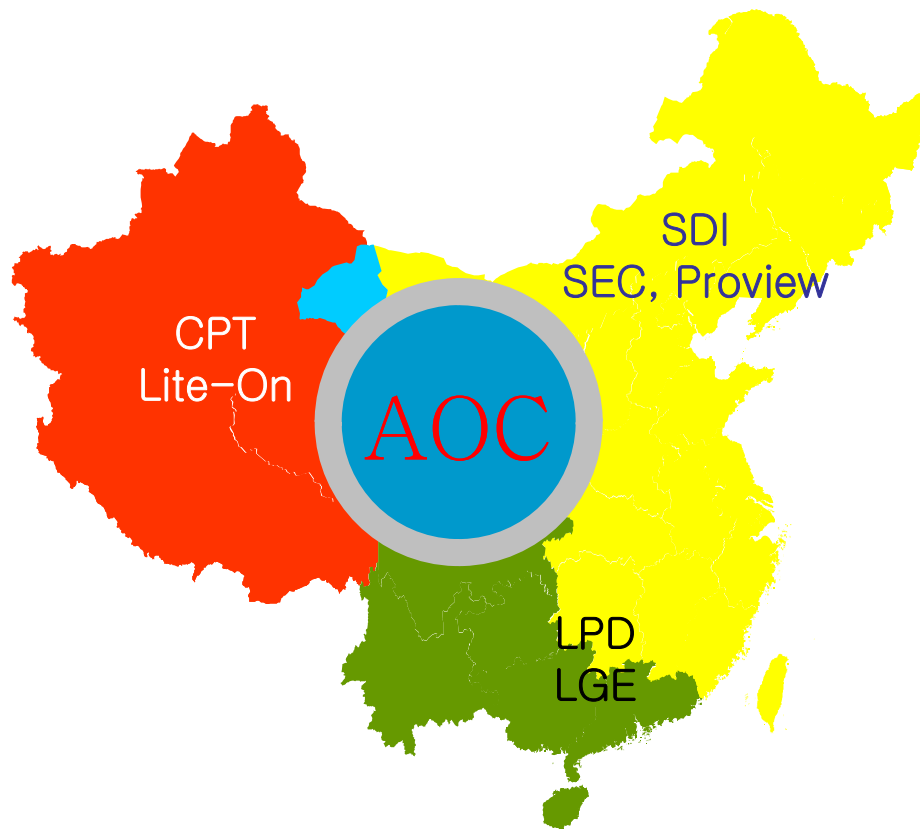 SDI
SEC, Proview
CPT
Lite-On
AOC
LPD
LGE